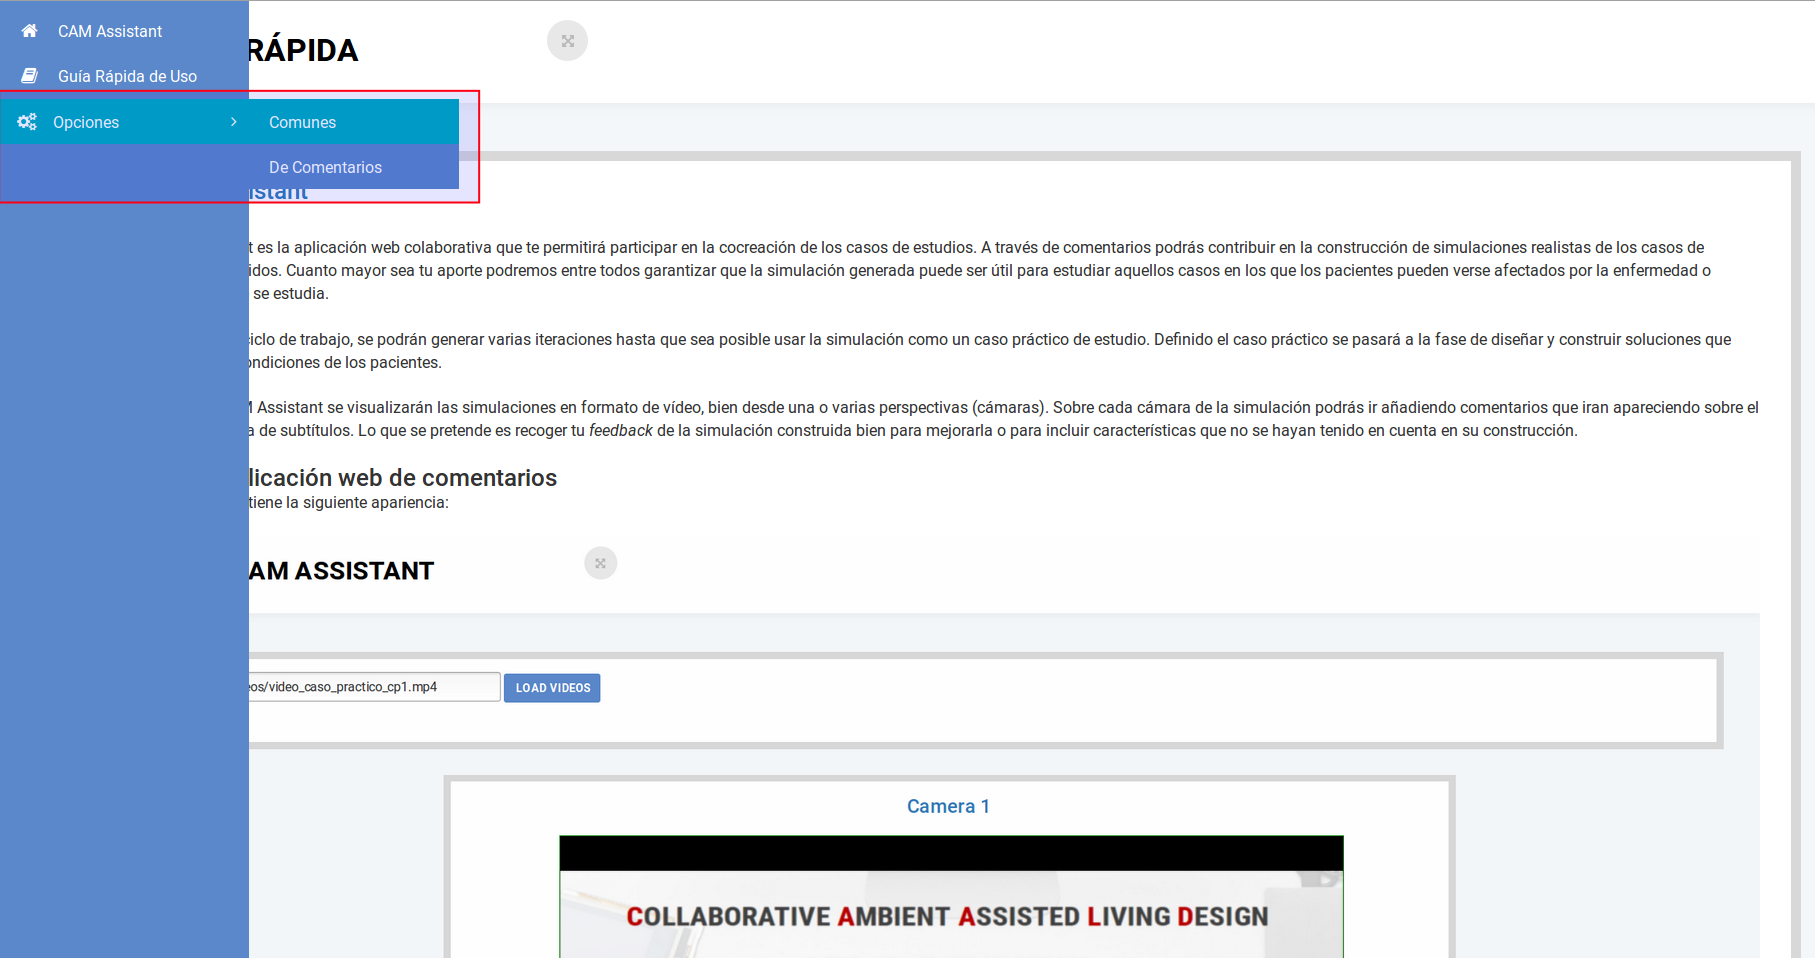 CAM Assistant
Guía Rápida de Uso
Opciones
Comunes
De Comentarios
RÁPIDA
istant
t es la aplicación web colaborativa que te permitirá participar en la cocreación de los casos de estudios. A través de comentarios podrás contribuir en la construcción de simulaciones realistas de los casos de
idos. Cuanto mayor sea tu aporte podremos entre todos garantizar que la simulación generada puede ser útil para estudiar aquellos casos en los que los pacientes pueden verse afectados por la enfermedad o
se estudia.
ciclo de trabajo, se podrán generar varias iteraciones hasta que sea posible usar la simulación como un caso práctico de estudio. Definido el caso práctico se pasará a la fase de diseñar y construir soluciones que
ondiciones de los pacientes.
M Assistant se visualizarán las simulaciones en formato de vídeo, bien desde una o varias perspectivas (cámaras). Sobre cada cámara de la simulación podrás ir añadiendo comentarios que iran apareciendo sobre el
a de subtítulos. Lo que se pretende es recoger tu feedback de la simulación construida bien para mejorarla o para incluir características que no se hayan tenido en cuenta en su construcción.
licación web de comentarios
tiene la siguiente apariencia:
AM ASSISTANT
eos/video_caso_practico_cp1.mp4
LOAD VIDEOS
Camera 1
COLLABORATIVE AMBIENT ASSISTED LIVING DESIGN